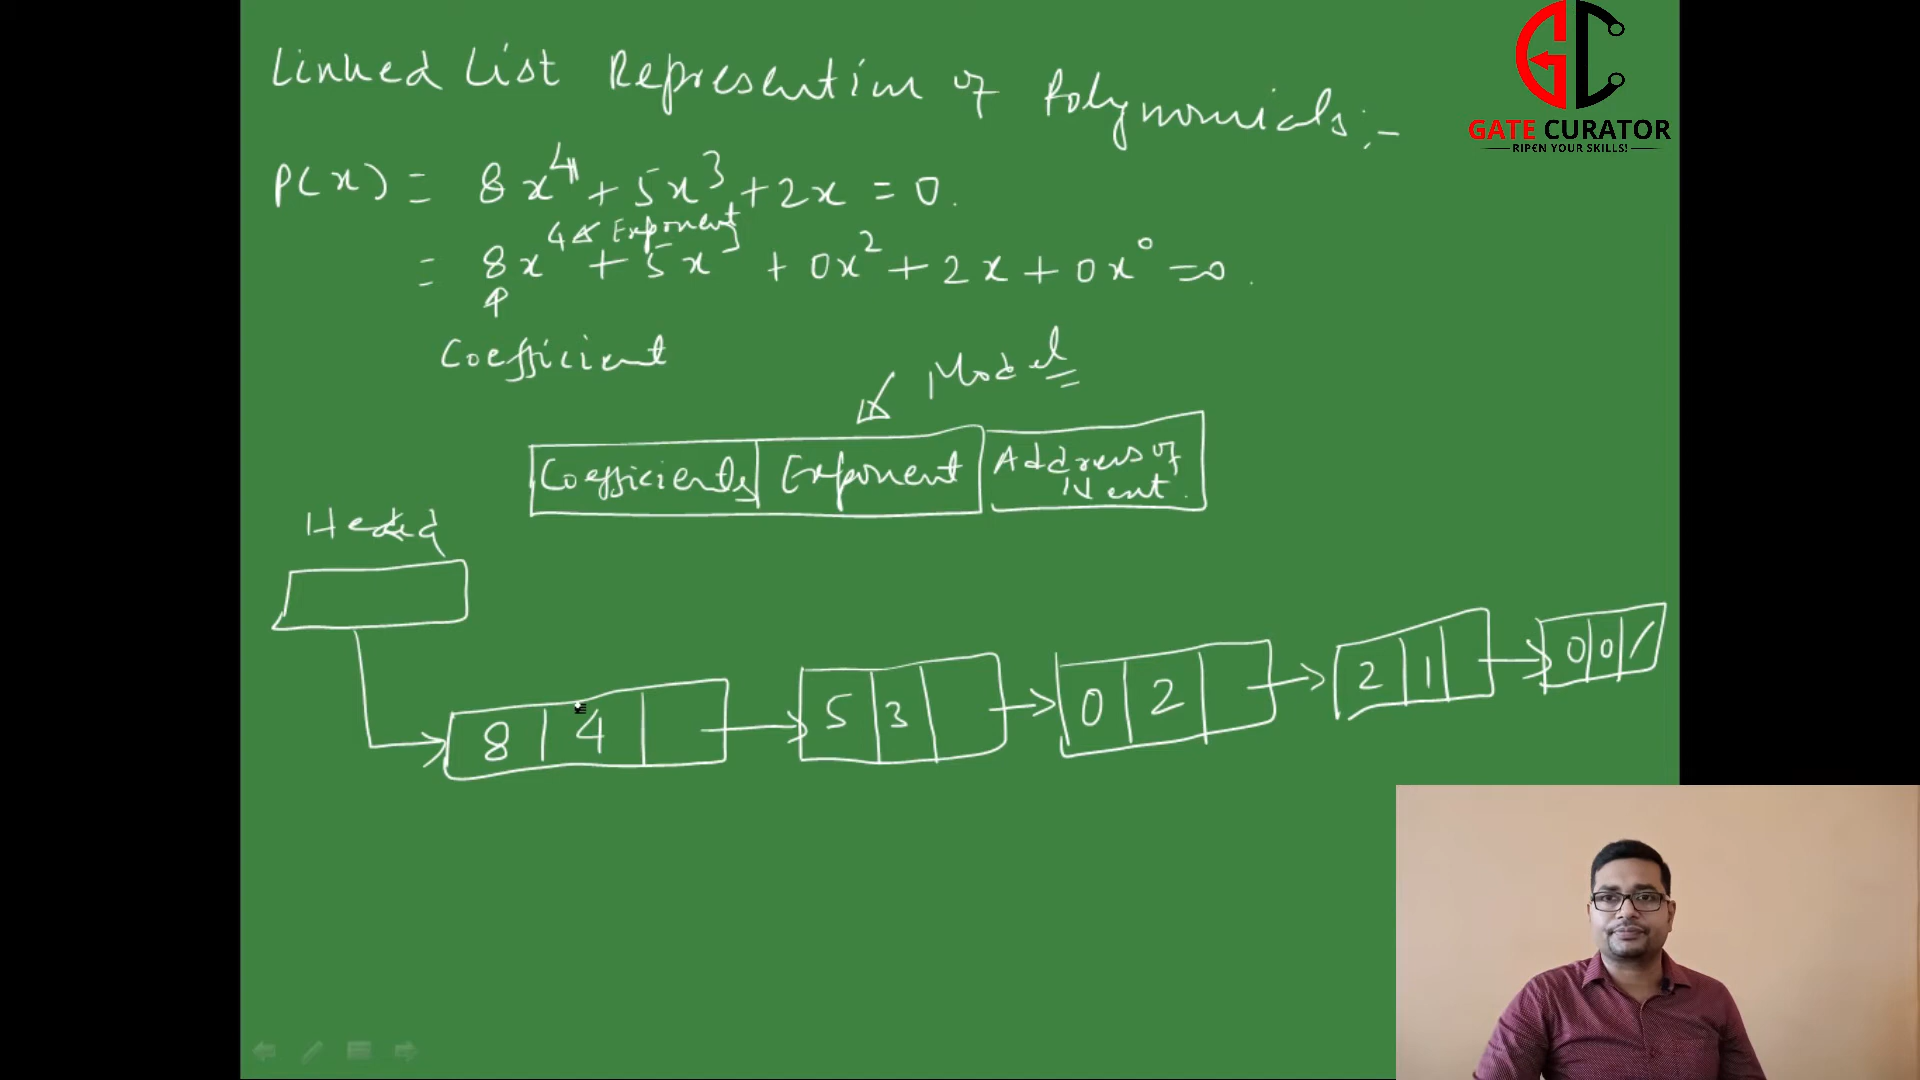 Linked List Representation of Polynomials:-
GATE CURATOR
RIPEN YOUR SKILLS!
P(x) = 8x⁴ + 5x³ + 2x = 0.
4 Exponent
= 8x⁴ + 5x³ + 0x² + 2x + 0x⁰ = 0.
Coefficient
Model
Coefficients Exponent Address of Next.
Head
8 4
5 3
0 2
2 1
0 0 /